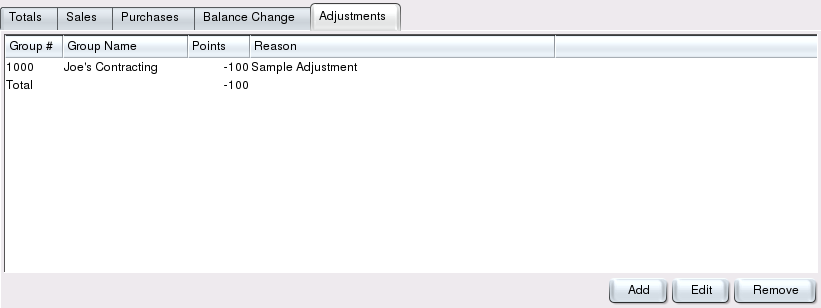 Totals Sales Purchases Balance Change Adjustments
Group # Group Name Points Reason
1000 Joe's Contracting -100 Sample Adjustment
Total -100
Add Edit Remove